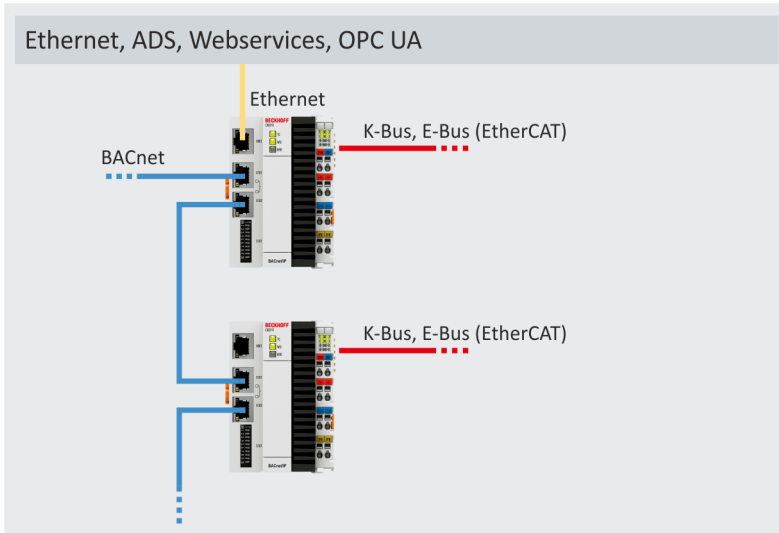 Ethernet, ADS, Webservices, OPC UA
Ethernet
BECKHOFF
K-Bus, E-Bus (EtherCAT)
BACnet
BACnet/IP
BECKHOFF
K-Bus, E-Bus (EtherCAT)
BACnet/IP